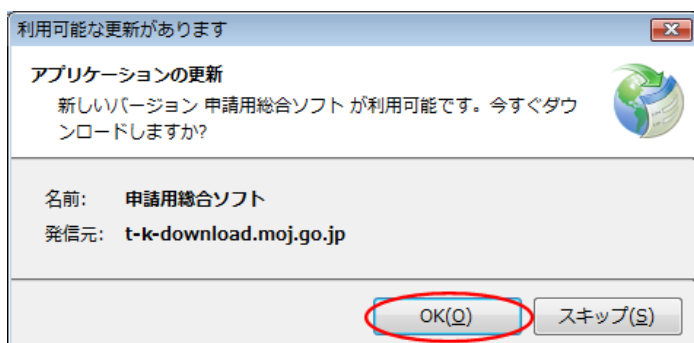 利用可能な更新があります
アプリケーションの更新
新しいバージョン 申請用総合ソフト が利用可能です。今すぐダウ
ンロードしますか?
名前: 申請用総合ソフト
発信元: t-k-download.moj.go.jp
OK(O) スキップ(S)